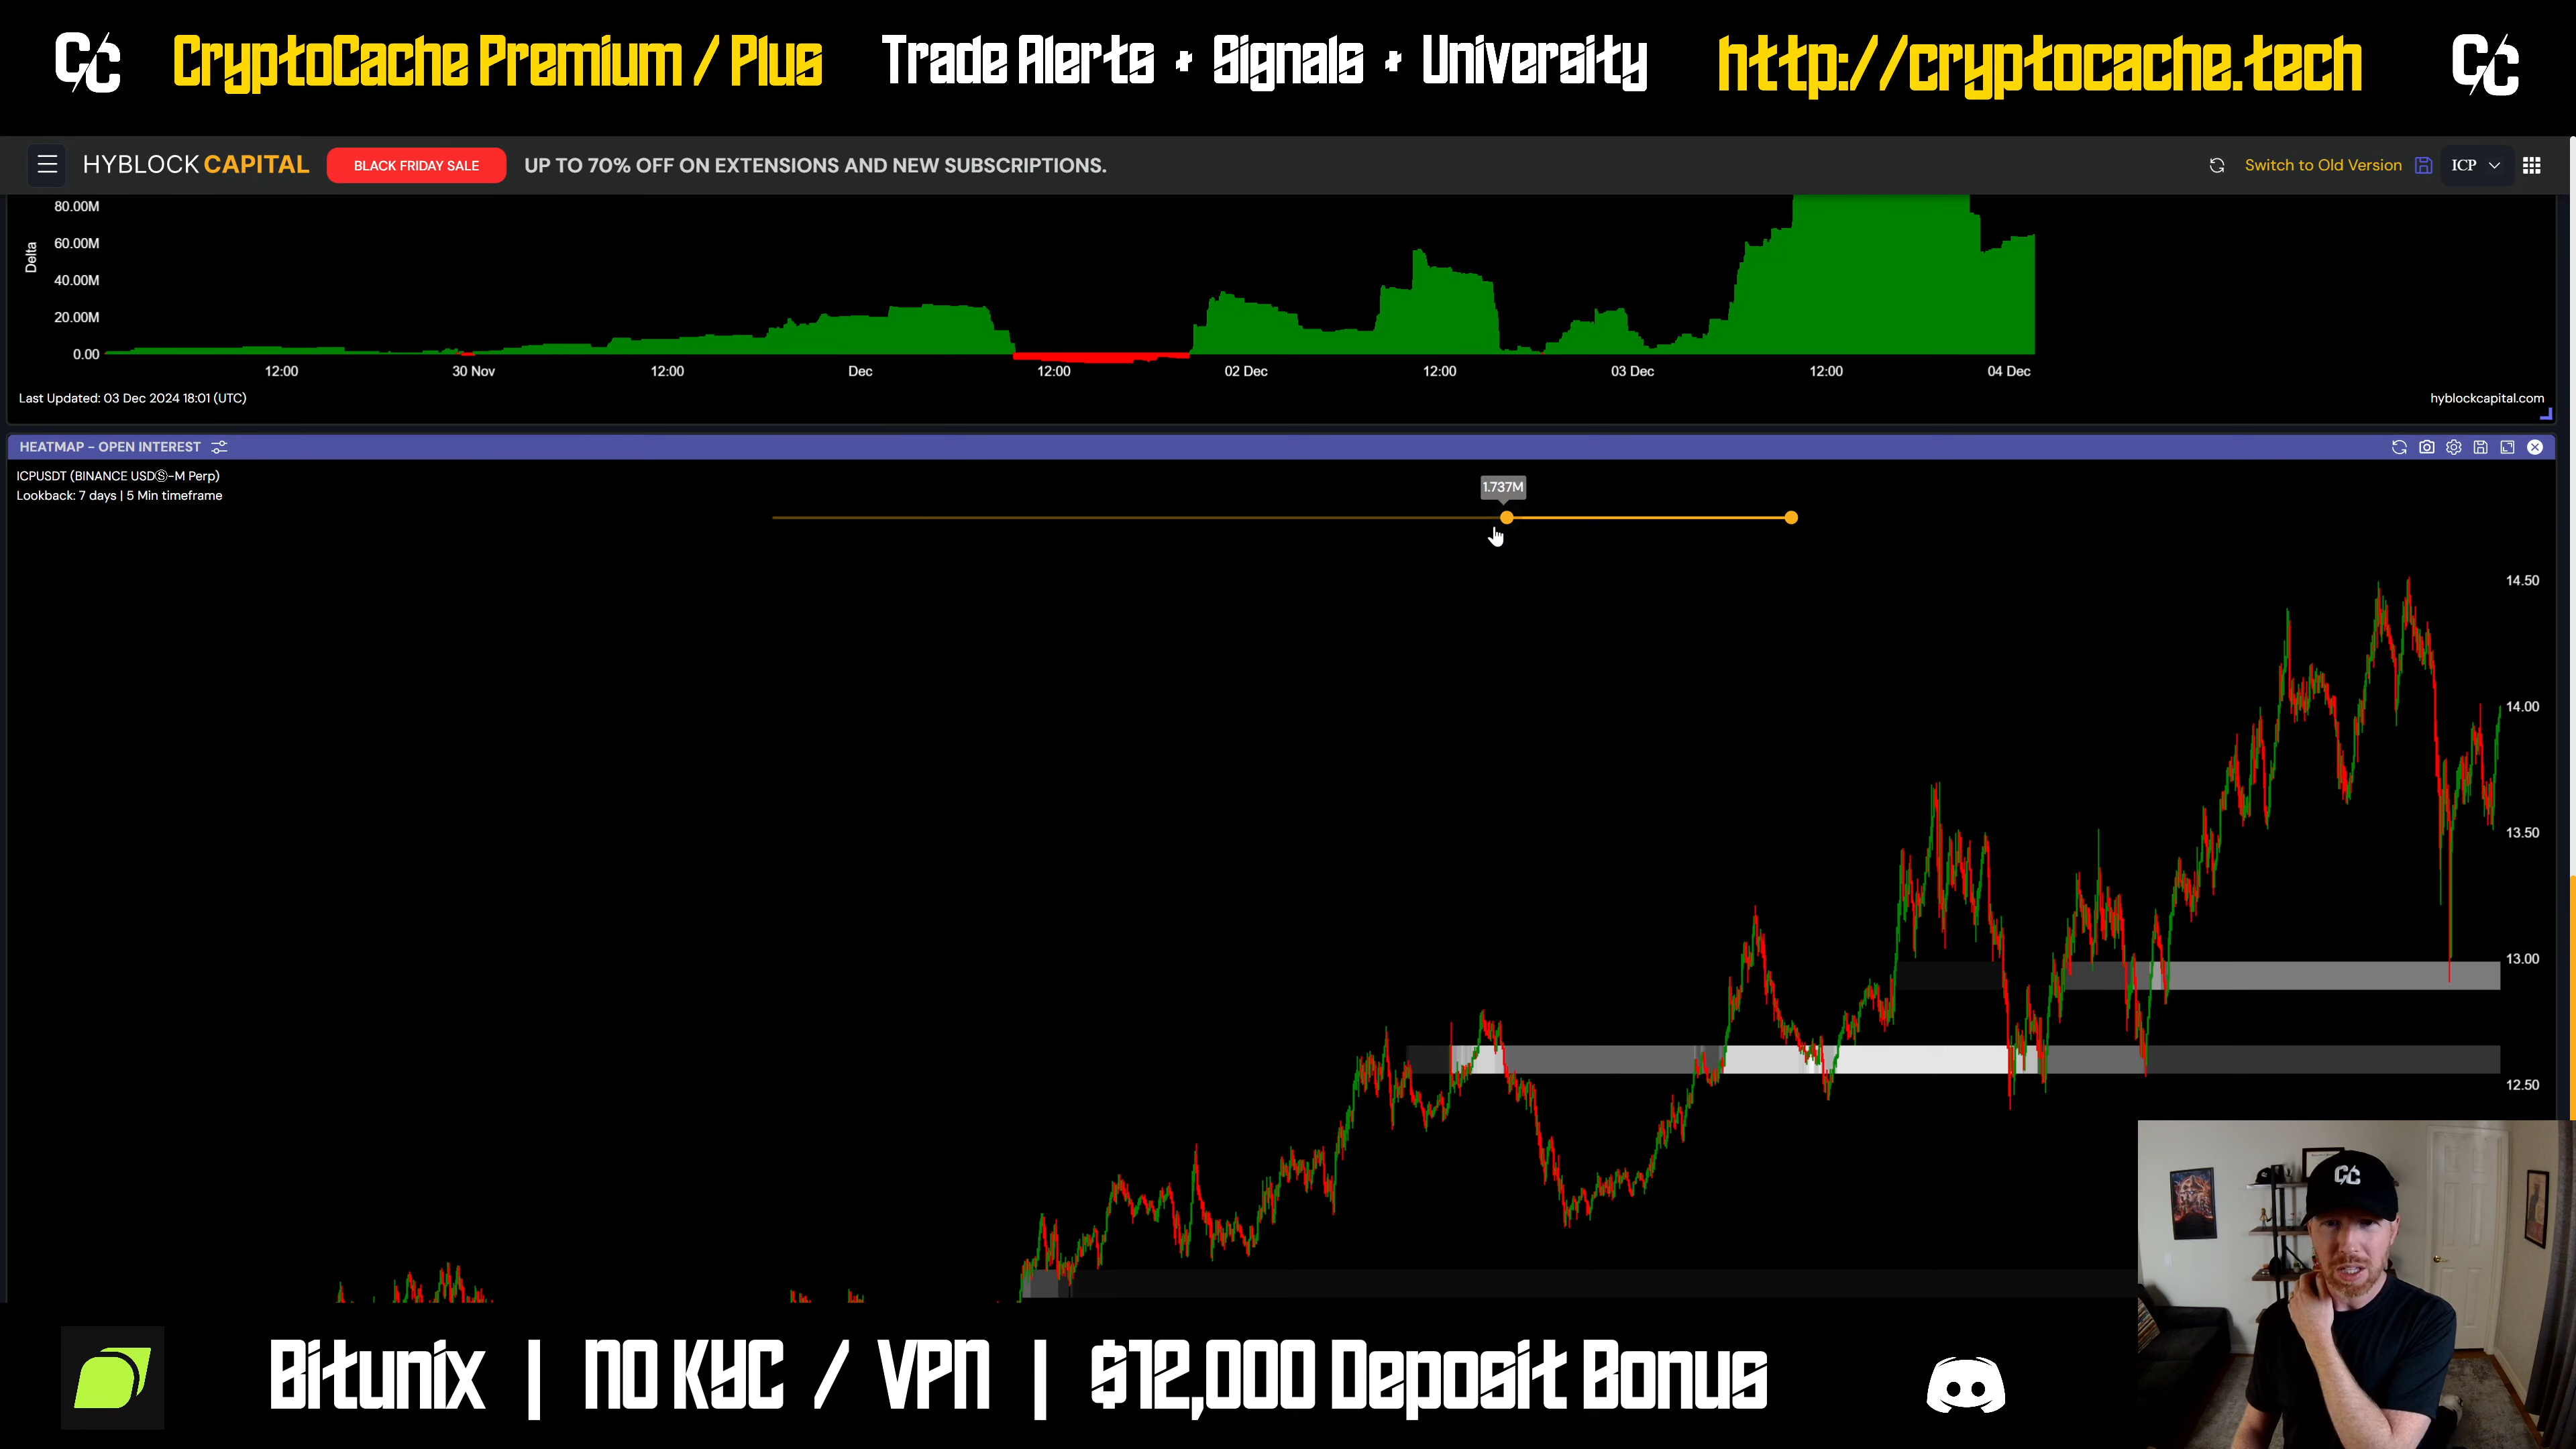 CC CryptoCache Premium / Plus Trade Alerts + Signals + University http://cryptocache.tech CC
HYBLOCK CAPITAL BLACK FRIDAY SALE UP TO 70% OFF ON EXTENSIONS AND NEW SUBSCRIPTIONS. Switch to Old Version ICP
80.00M
60.00M
40.00M
20.00M
0.00
Delta
12:00 30 Nov 12:00 Dec 12:00 02 Dec 12:00 03 Dec 12:00 04 Dec
Last Updated: 03 Dec 2024 18:01 (UTC) hyblockcapital.com
HEATMAP - OPEN INTEREST
ICPUSDT (BINANCE USDⓈ-M Perp)
Lookback: 7 days | 5 Min timeframe
1.737M
14.50
14.00
13.50
13.00
12.50
CC
Bitunix | NO KYC / VPN | $12,000 Deposit Bonus